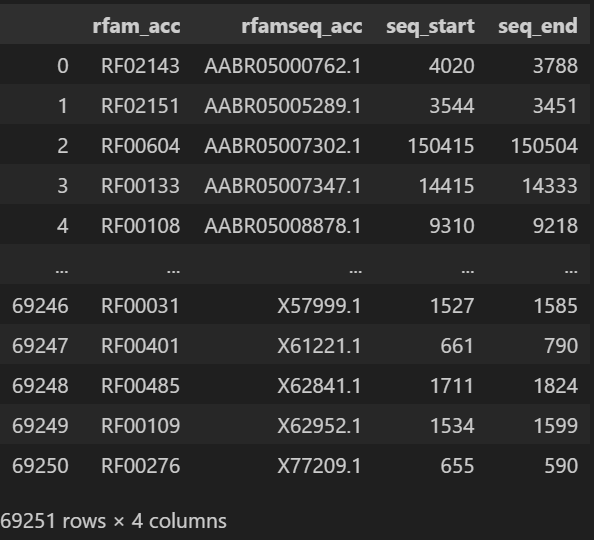 rfam_acc rfamseq_acc seq_start seq_end
0 RF02143 AABR05000762.1 4020 3788
1 RF02151 AABR05005289.1 3544 3451
2 RF00604 AABR05007302.1 150415 150504
3 RF00133 AABR05007347.1 14415 14333
4 RF00108 AABR05008878.1 9310 9218
... ... ... ... ...
69246 RF00031 X57999.1 1527 1585
69247 RF00401 X61221.1 661 790
69248 RF00485 X62841.1 1711 1824
69249 RF00109 X62952.1 1534 1599
69250 RF00276 X77209.1 655 590
69251 rows × 4 columns